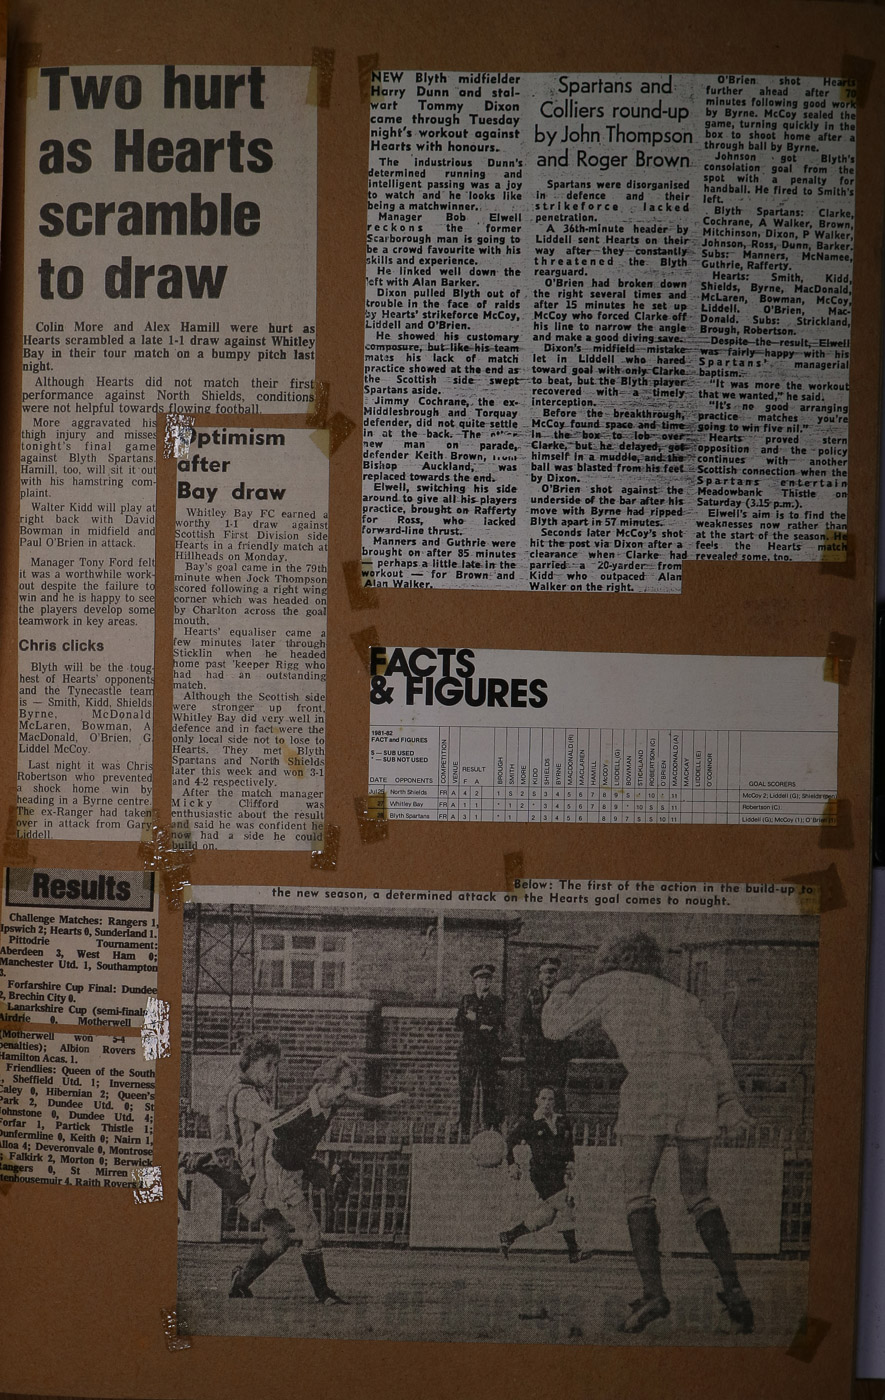 Two hurt
as Hearts
scramble
to draw
Colin More and Alex Hamill were hurt as
Hearts scrambled a late 1-1 draw against Whitley
Bay in their tour match on a bumpy pitch last
night.
Although Hearts did not match their first
performance against North Shields, conditions
were not helpful towards flowing football.
More aggravated his
thigh injury and misses
tonight's final game
against Blyth Spartans.
Hamill, too, will sit it out
with his hamstring com-
plaint.
Walter Kidd will play at
right back with David
Bowman in midfield and
Paul O'Brien in attack.
Manager Tony Ford felt
it was a worthwhile work-
out despite the failure to
win and he is happy to see
the players develop some
teamwork in key areas.
Chris clicks
Blyth will be the toug-
hest of Hearts' opponents
and the Tynecastle team
is — Smith, Kidd, Shields
Byrne, McDonald
McLaren, Bowman, A
MacDonald, O'Brien, G
Liddel McCoy.
Last night it was Chris
Robertson who prevented
a shock home win by
heading in a Byrne centre.
The ex-Ranger had taken
over in attack from Gary
Liddell.
Optimism
after
Bay draw
Whitley Bay FC earned a
worthy 1-1 draw against
Scottish First Division side
Hearts in a friendly match at
Hillheads on Monday.
Bay's goal came in the 79th
minute when Jock Thompson
scored following a right wing
corner which was headed on
by Charlton across the goal
mouth.
Hearts' equaliser came a
few minutes later through
Sticklin when he headed
home past 'keeper Rigg who
had had an outstanding
match.
Although the Scottish side
were stronger up front,
Whitley Bay did very well in
defence and in fact were the
only local side not to lose to
Hearts. They met Blyth
Spartans and North Shields
later this week and won 3-1
and 4-2 respectively.
After the match manager
Micky Clifford was
enthusiastic about the result
and said he was confident he
now had a side he could
build on.
NEW Blyth midfielder
Harry Dunn and stal-
wart Tommy Dixon
came through Tuesday
night's workout against
Hearts with honours.
The industrious Dunn's
determined running and
intelligent passing was a joy
to watch and he looks like
being a matchwinner.
Manager Bob Elwell
reckons the former
Scarborough man is going to
be a crowd favourite with his
skills and experience.
He linked well down the
left with Alan Barker.
Dixon pulled Blyth out of
trouble in the face of raids
by Hearts' strikeforce McCoy,
Liddell and O'Brien.
He showed his customary
composure, but like his team
mates his lack of match
practice showed at the end as
the Scottish side swept
Spartans aside.
Jimmy Cochrane, the ex-
Middlesbrough and Torquay
defender, did not quite settle
in at the back. The
new man on parade,
defender Keith Brown,
Bishop Auckland, was
replaced towards the end.
Elwell, switching his side
around to give all his players
practice, brought on Rafferty
for Ross, who lacked
forward-line thrust.
Manners and Guthrie were
brought on after 85 minutes
— perhaps a little late in the
workout — for Brown and
Alan Walker.
Spartans and
Colliers round-up
by John Thompson
and Roger Brown
Spartans were disorganised
in defence and their
strikeforce lacked
penetration.
A 36th-minute header by
Liddell sent Hearts on their
way after they constantly
threatened the Blyth
rearguard.
O'Brien had broken down
the right several times and
after 15 minutes he set up
McCoy who forced Clarke off
his line to narrow the angle
and make a good diving save.
Dixon's midfield mistake
let in Liddell who hared
toward goal with only Clarke
to beat, but the Blyth player
recovered with a timely
interception.
Before the breakthrough,
McCoy found space and time
in the box to lob over
Clarke, but he delayed, got
himself in a muddle, and the
ball was blasted from his feet
by Dixon.
O'Brien shot against the
underside of the bar after his
move with Byrne had ripped
Blyth apart in 57 minutes.
Seconds later McCoy's shot
hit the post via Dixon after a
clearance when Clarke had
parried a 20-yarder from
Kidd who outpaced Alan
Walker on the right.
O'Brien shot Hearts
further ahead after 70
minutes following good work
by Byrne. McCoy sealed the
game, turning quickly in the
box to shoot home after a
through ball by Byrne.
Johnson got Blyth's
consolation goal from the
spot with a penalty for
handball. He fired to Smith's
left.
Blyth Spartans: Clarke,
Cochrane, A Walker, Brown,
Mitchinson, Dixon, P Walker,
Johnson, Ross, Dunn, Barker.
Subs: Manners, McNamee,
Guthrie, Rafferty.
Hearts: Smith, Kidd,
Shields, Byrne, MacDonald,
McLaren, Bowman, McCoy,
Liddell, O'Brien, Mac-
Donald. Subs: Strickland,
Brough, Robertson.
Despite the result, Elwell
was fairly happy with his
Spartans' managerial
baptism.
"It was more the workout
that we wanted," he said.
"It's no good arranging
practice matches you're
going to win five nil."
Hearts proved stern
opposition and the policy
continues with another
Scottish connection when the
Spartans entertain
Meadowbank Thistle on
Saturday (3.15 p.m.).
Elwell's aim is to find the
weaknesses now rather than
at the start of the season. He
feels the Hearts match
revealed some, too.
FACTS
& FIGURES
1981-82
FACT and FIGURES
S — SUB USED
* — SUB NOT USED
DATE OPPONENTS COMPETITION VENUE RESULT F A BROUGH SMITH MORE KIDD SHIELDS BYRNE MACDONALD (R) MACLAREN HAMILL McCOY LIDDELL (G) BOWMAN STICKLAND ROBERTSON (C) O'BRIEN MACDONALD (A) MACKAY LIDDELL (E) O'CONNOR GOAL SCORERS
North Shields FR A 4 2
Whitley Bay FR A 1 1 Robertson (C)
Blyth Spartans FR A 3 1
Results
Challenge Matches: Rangers 1,
Ipswich 2; Hearts 0, Sunderland 1.
Pittodrie Tournament:
Aberdeen 3, West Ham 0;
Manchester Utd. 1, Southampton
Forfarshire Cup Final: Dundee
2, Brechin City 0.
Lanarkshire Cup (semi-finals
Airdrie 0, Motherwell
(Motherwell won 5-4
penalties); Albion Rovers
Hamilton Acas. 1.
Friendlies: Queen of the South
Sheffield Utd. 1; Inverness
Caley 0, Hibernian 2; Queen's
Park 2, Dundee Utd. 0; St
Johnstone 0, Dundee Utd. 4;
Forfar 1, Partick Thistle 1;
Dunfermline 0, Keith 0; Nairn 1,
Alloa 4; Deveronvale 0, Montrose
Falkirk 2, Morton 0; Berwick
Rangers 0, St Mirren
Stenhousemuir 4, Raith Rovers
Below: The first of the action in the build-up to
the new season, a determined attack on the Hearts goal comes to nought.